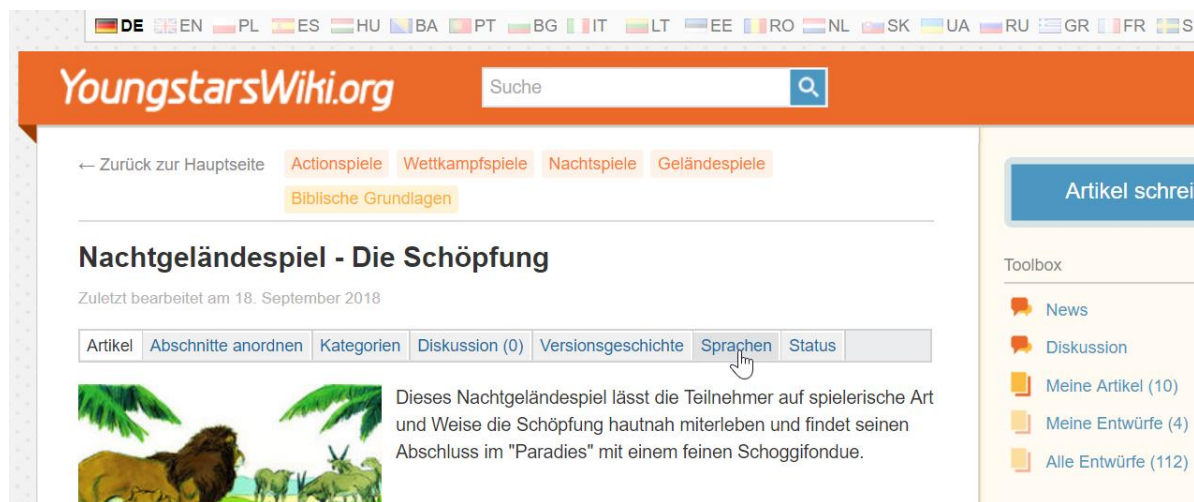 DE EN PL ES HU BA PT BG IT LT EE RO NL SK UA RU GR FR S
YoungstarsWiki.org
Suche
← Zurück zur Hauptseite Actionspiele Wettkampfspiele Nachtspiele Geländespiele
Biblische Grundlagen
Nachtgeländespiel - Die Schöpfung
Zuletzt bearbeitet am 18. September 2018
Artikel Abschnitte anordnen Kategorien Diskussion (0) Versionsgeschichte Sprachen Status
Dieses Nachtgeländespiel lässt die Teilnehmer auf spielerische Art
und Weise die Schöpfung hautnah miterleben und findet seinen
Abschluss im "Paradies" mit einem feinen Schoggifondue.
Artikel schrei
Toolbox
News
Diskussion
Meine Artikel (10)
Meine Entwürfe (4)
Alle Entwürfe (112)